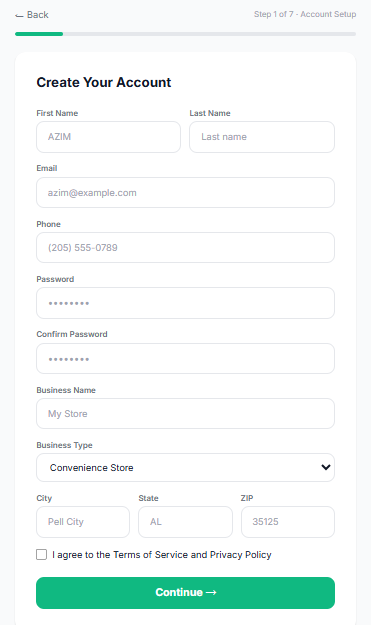 ← Back
Step 1 of 7 · Account Setup
Create Your Account
First Name Last Name
AZIM Last name
Email
azim@example.com
Phone
(205) 555-0789
Password
••••••••
Confirm Password
••••••••
Business Name
My Store
Business Type
Convenience Store
City State ZIP
Pell City AL 35125
I agree to the Terms of Service and Privacy Policy
Continue →